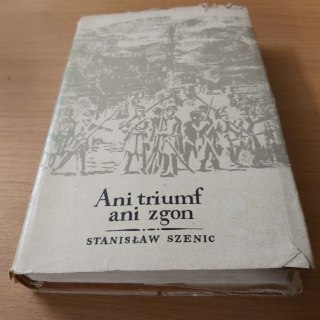 Ani triumf
ani zgon
STANISŁAW SZENIC